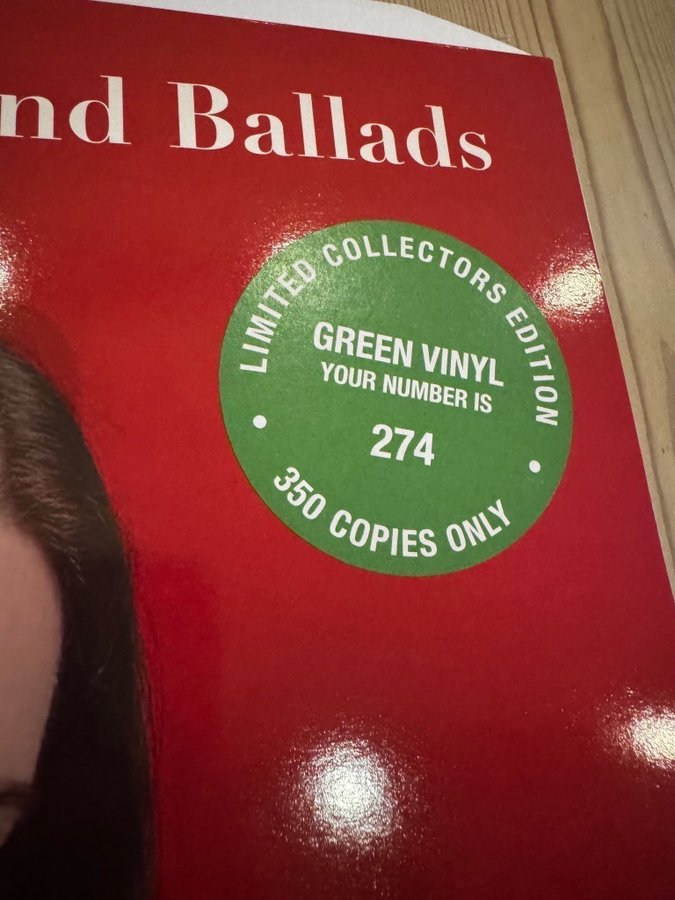 nd Ballads
LIMITED COLLECTORS EDITION
GREEN VINYL
YOUR NUMBER IS
274
350 COPIES ONLY